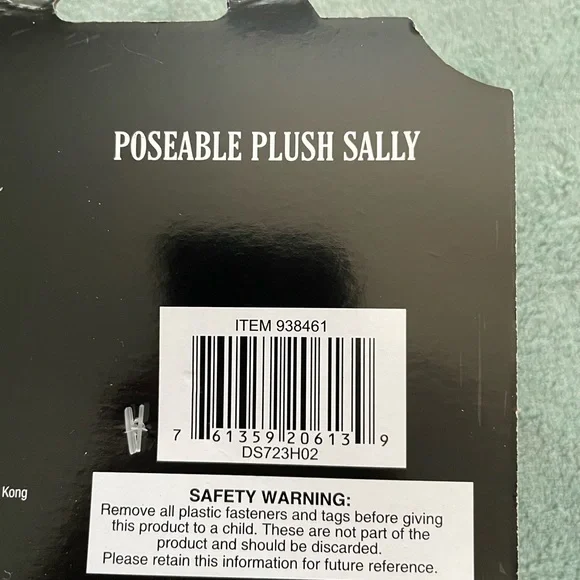 POSEABLE PLUSH SALLY
ITEM 938461
7 61359 20613 9
DS723H02
Kong
SAFETY WARNING:
Remove all plastic fasteners and tags before giving
this product to a child. These are not part of the
product and should be discarded.
Please retain this information for future reference.